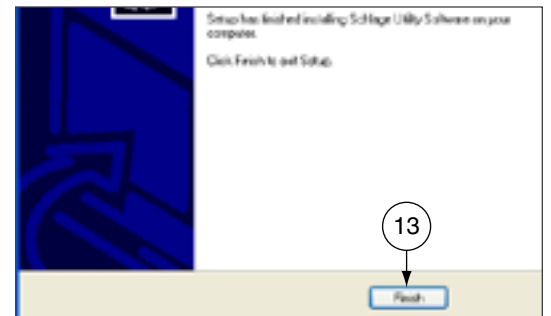 Setup has finished installing Schlage Utility Software on your
computer.
Click Finish to exit Setup.
13
Finish